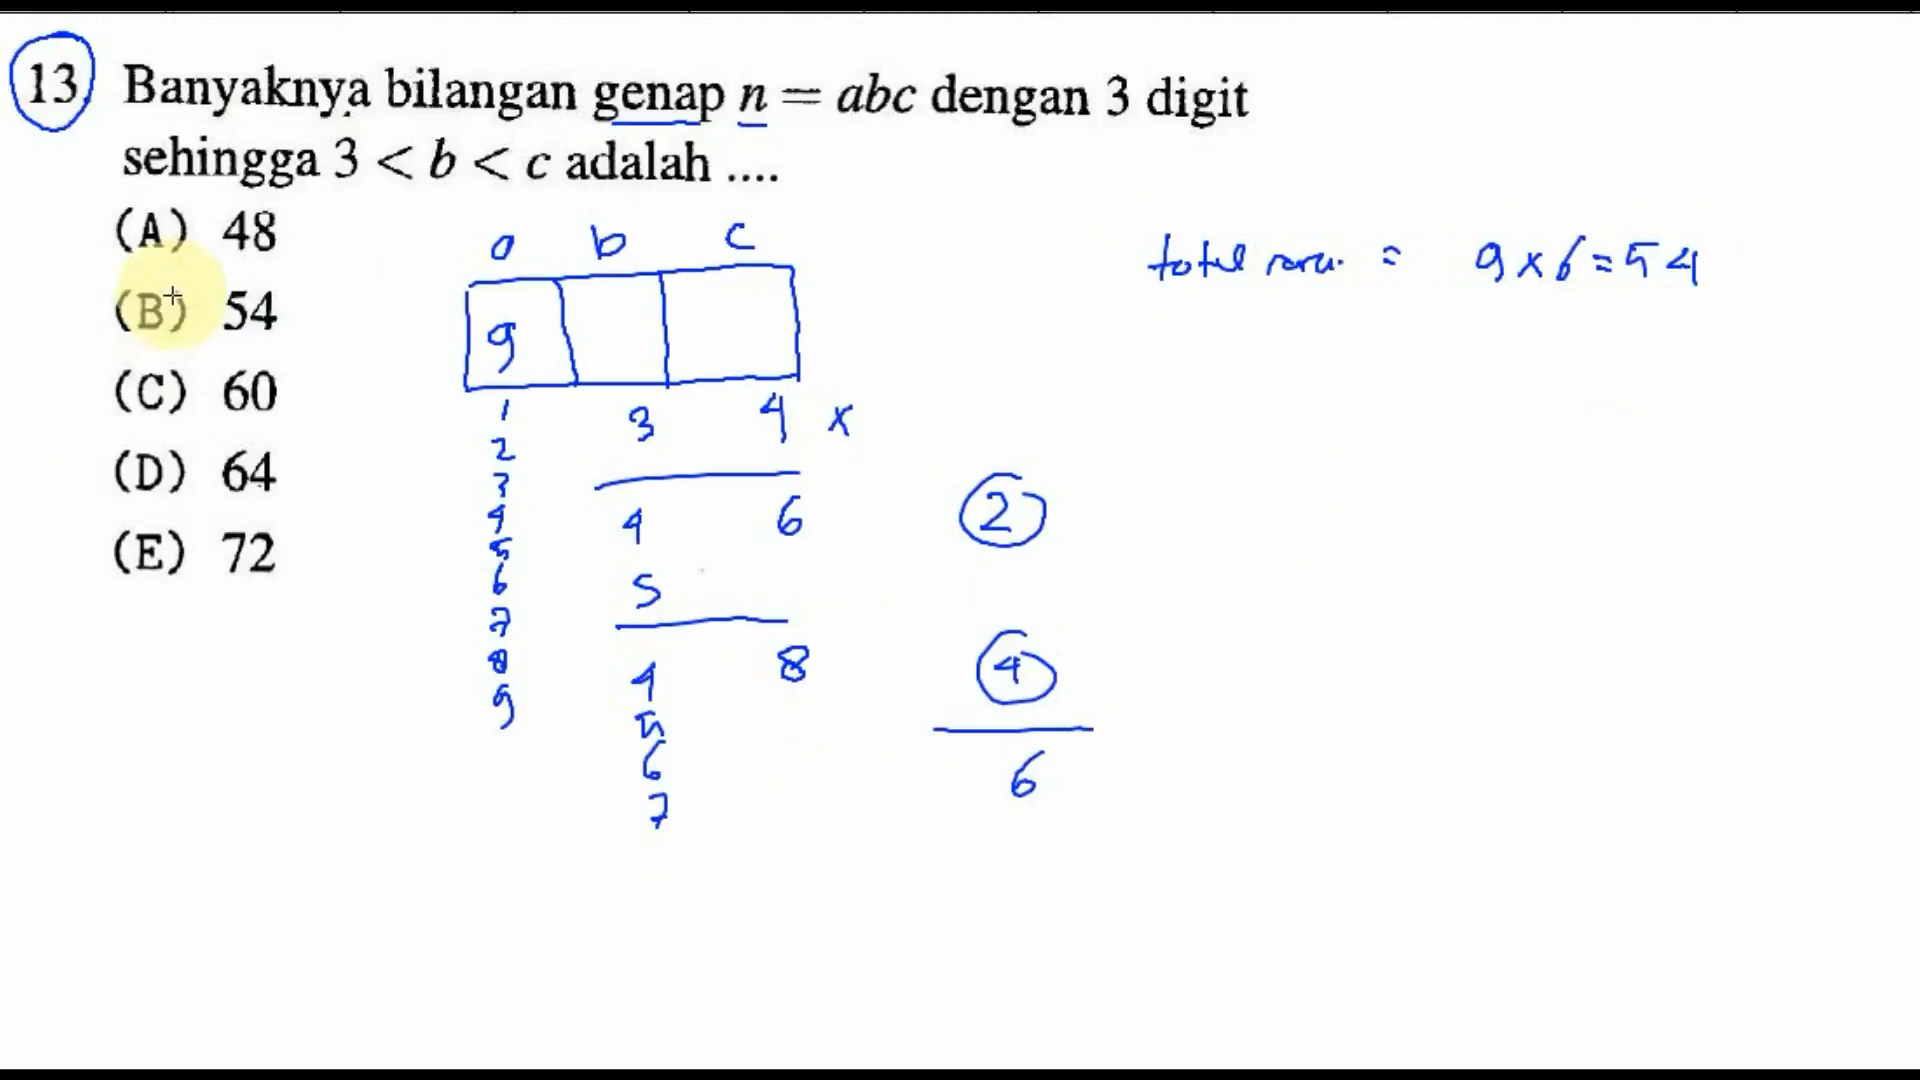 13 Banyaknya bilangan genap n = abc dengan 3 digit
sehingga 3 < b < c adalah ....
(A) 48
(B) 54
(C) 60
(D) 64
(E) 72
a b c
9
1
2
3
4
5
6
7
8
9
3 4 x
4 6
5
4 8
5
6
7
2
4
6
total = 9 x 6 = 54